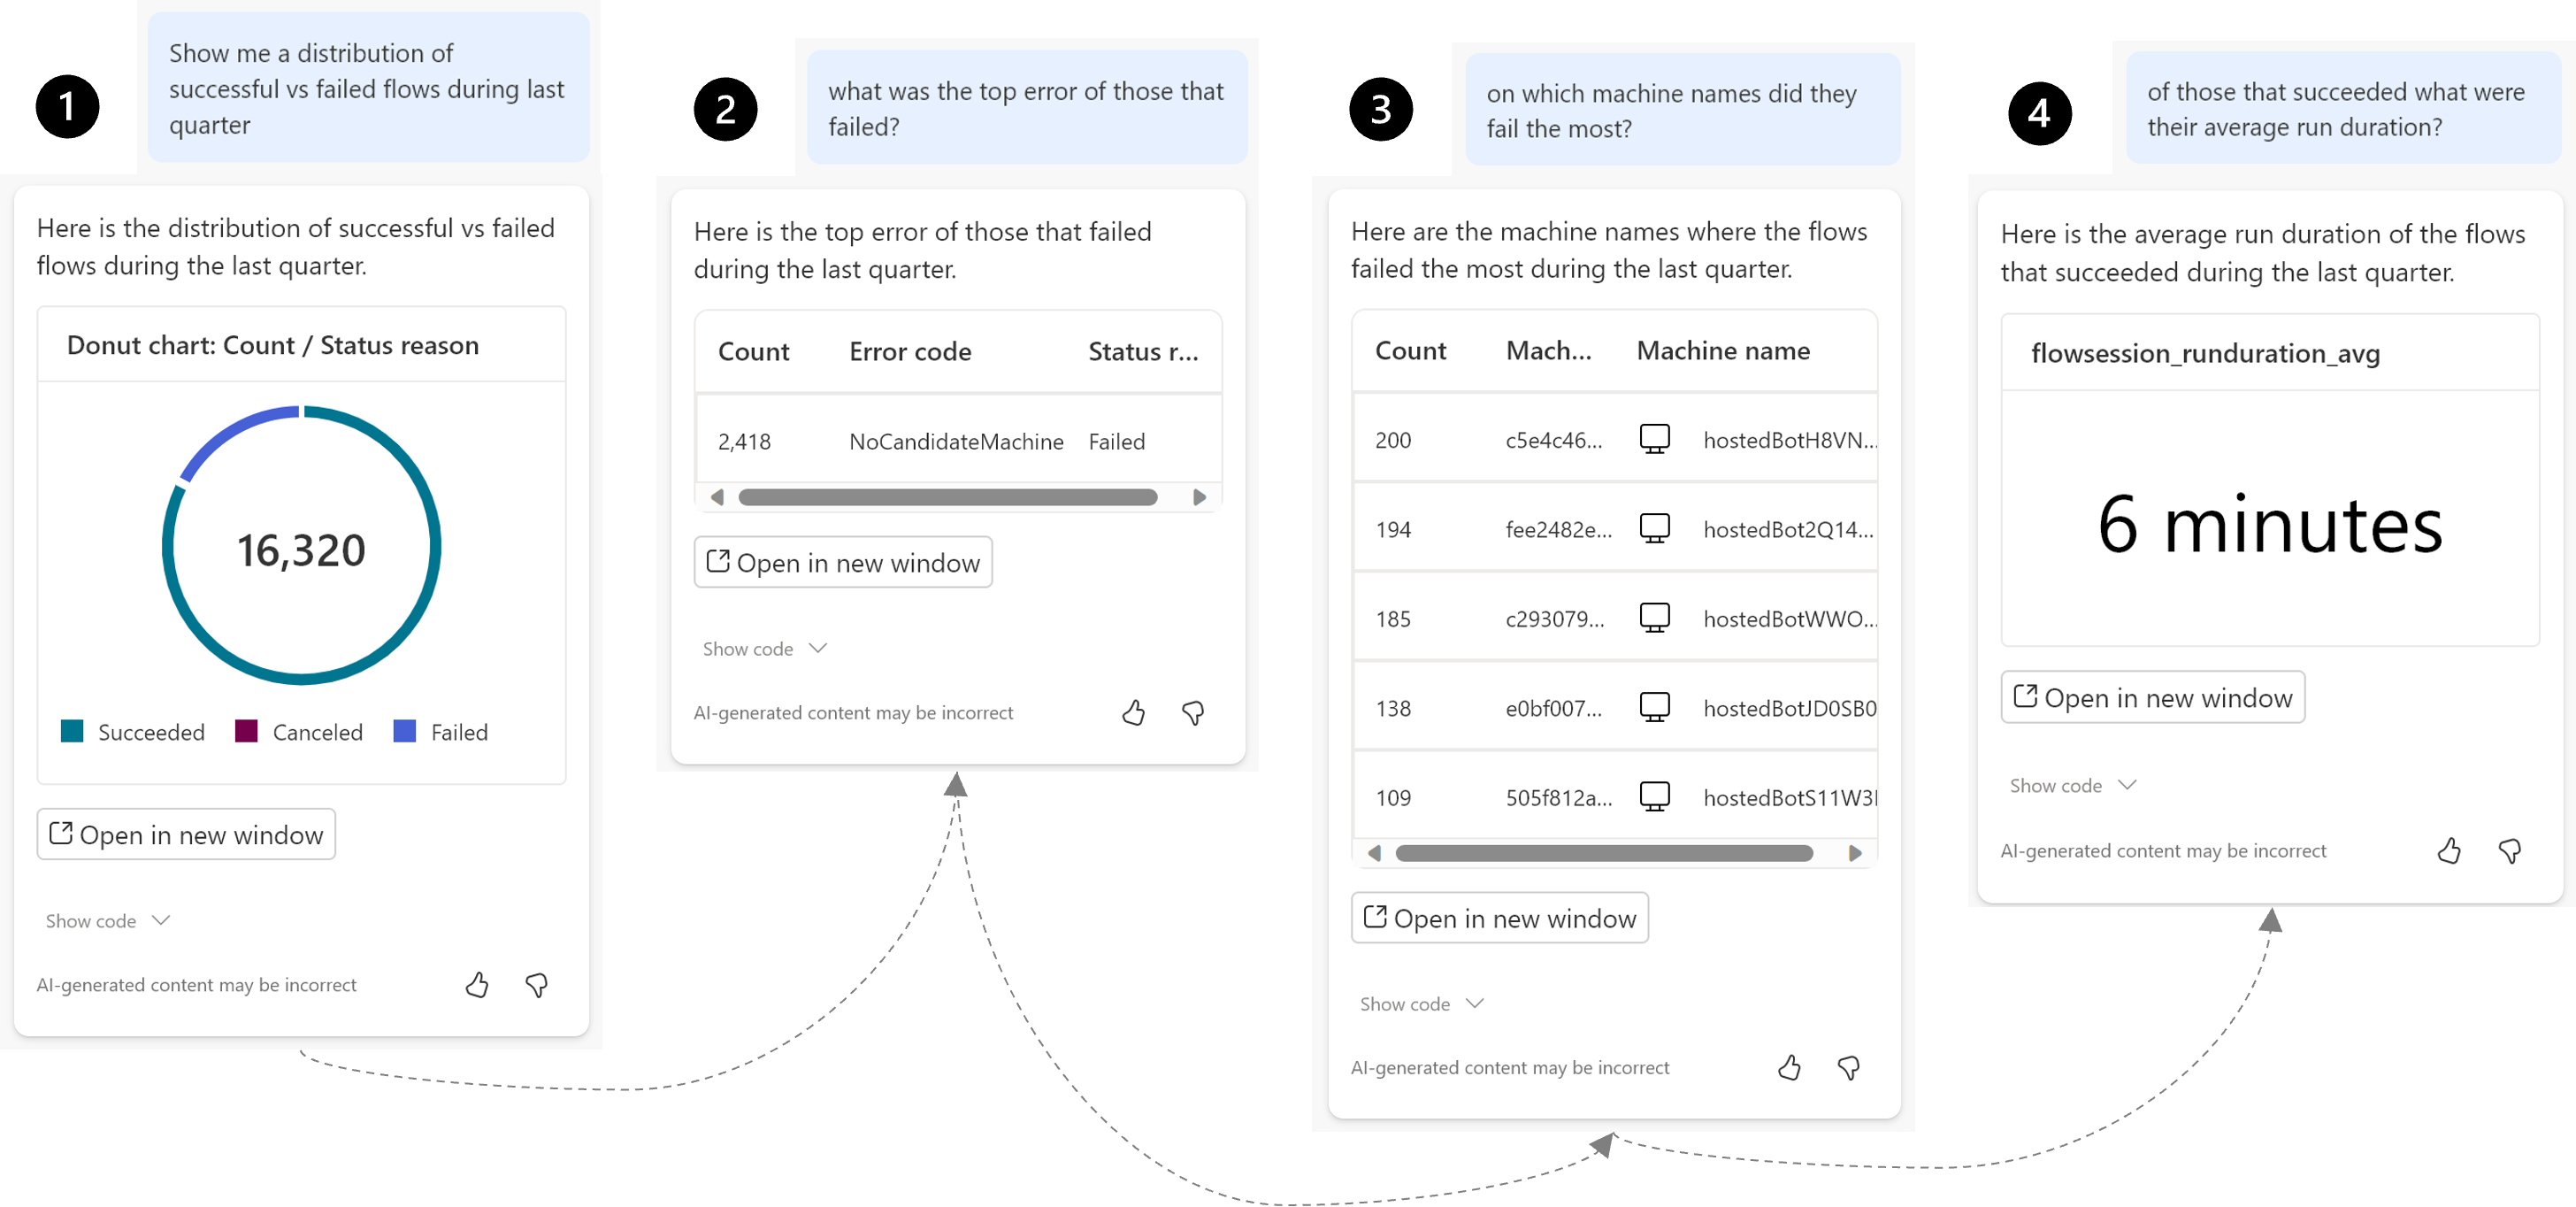 1
Show me a distribution of
successful vs failed flows during last
quarter
Here is the distribution of successful vs failed
flows during the last quarter.
Donut chart: Count / Status reason
16,320
Succeeded Canceled Failed
Open in new window
Show code
AI-generated content may be incorrect
2
what was the top error of those that
failed?
Here is the top error of those that failed
during the last quarter.
Count Error code Status r...
2,418 NoCandidateMachine Failed
Open in new window
Show code
AI-generated content may be incorrect
3
on which machine names did they
fail the most?
Here are the machine names where the flows
failed the most during the last quarter.
Count Mach... Machine name
200 c5e4c46... hostedBotH8VN...
194 fee2482e... hostedBot2Q14...
185 c293079... hostedBotWWO...
138 e0bf007... hostedBotJD0SB0
109 505f812a... hostedBotS11W3
Open in new window
Show code
AI-generated content may be incorrect
4
of those that succeeded what were
their average run duration?
Here is the average run duration of the flows
that succeeded during the last quarter.
flowsession_runduration_avg
6 minutes
Open in new window
Show code
AI-generated content may be incorrect